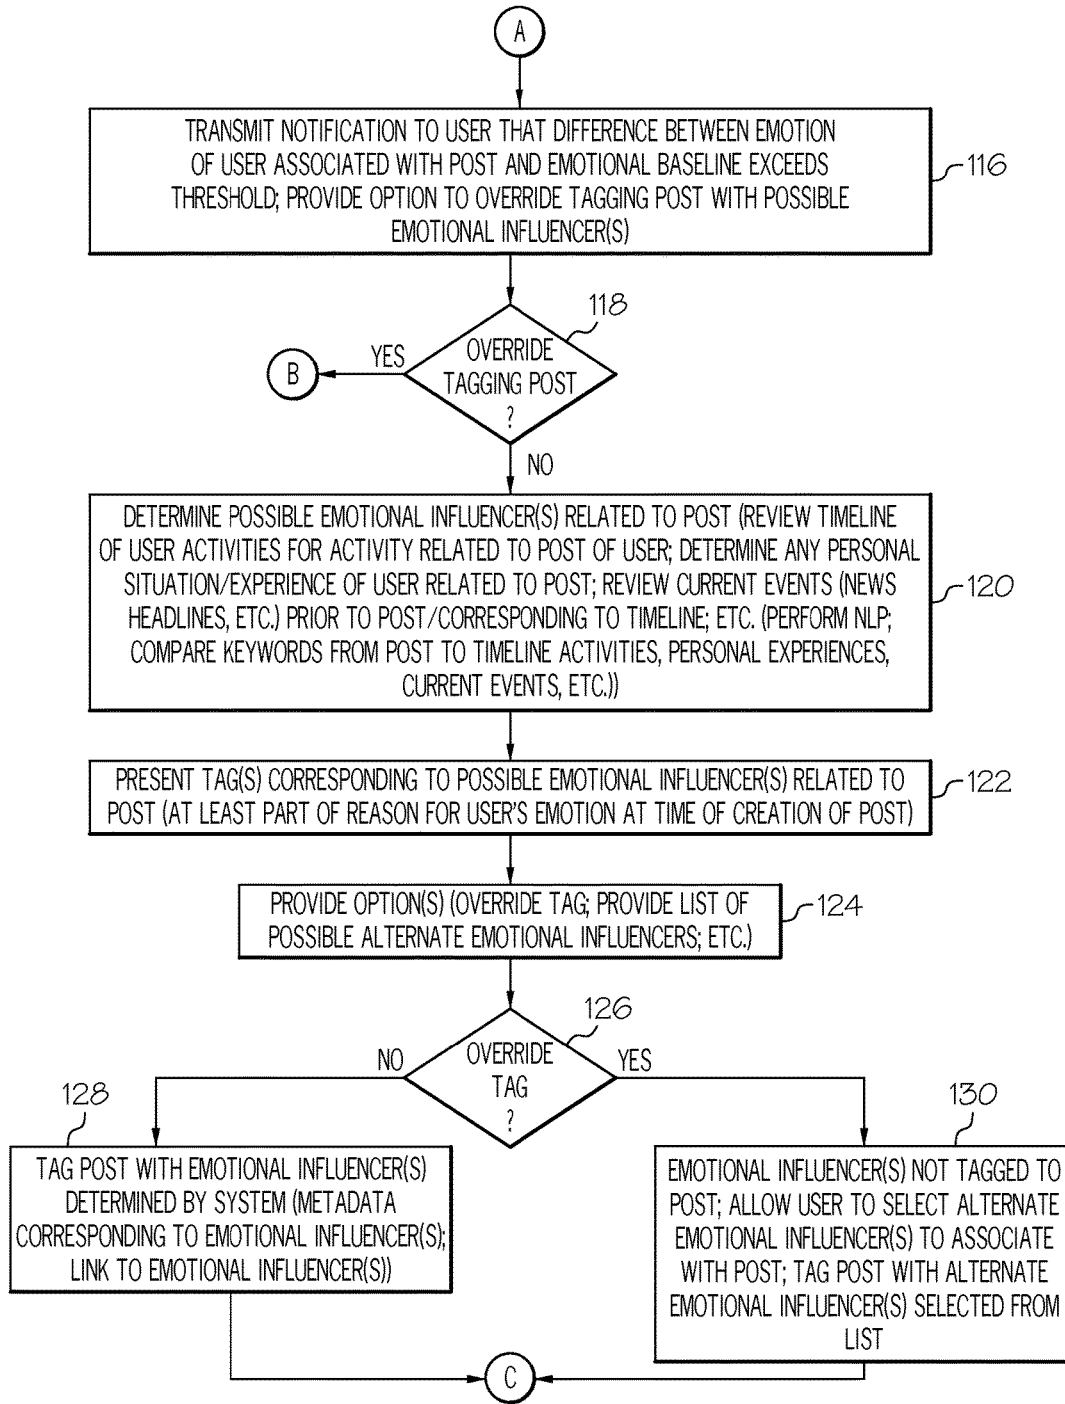 A
TRANSMIT NOTIFICATION TO USER THAT DIFFERENCE BETWEEN EMOTION
OF USER ASSOCIATED WITH POST AND EMOTIONAL BASELINE EXCEEDS
THRESHOLD; PROVIDE OPTION TO OVERRIDE TAGGING POST WITH POSSIBLE
EMOTIONAL INFLUENCER(S)
116
118
OVERRIDE
TAGGING POST
?
YES
B
NO
DETERMINE POSSIBLE EMOTIONAL INFLUENCER(S) RELATED TO POST (REVIEW TIMELINE
OF USER ACTIVITIES FOR ACTIVITY RELATED TO POST OF USER; DETERMINE ANY PERSONAL
SITUATION/EXPERIENCE OF USER RELATED TO POST; REVIEW CURRENT EVENTS (NEWS
HEADLINES, ETC.) PRIOR TO POST/CORRESPONDING TO TIMELINE; ETC. (PERFORM NLP;
COMPARE KEYWORDS FROM POST TO TIMELINE ACTIVITIES, PERSONAL EXPERIENCES,
CURRENT EVENTS, ETC.))
120
PRESENT TAG(S) CORRESPONDING TO POSSIBLE EMOTIONAL INFLUENCER(S) RELATED TO
POST (AT LEAST PART OF REASON FOR USER'S EMOTION AT TIME OF CREATION OF POST)
122
PROVIDE OPTION(S) (OVERRIDE TAG; PROVIDE LIST OF
POSSIBLE ALTERNATE EMOTIONAL INFLUENCERS; ETC.)
124
126
OVERRIDE
TAG
?
NO
YES
128
TAG POST WITH EMOTIONAL INFLUENCER(S)
DETERMINED BY SYSTEM (METADATA
CORRESPONDING TO EMOTIONAL INFLUENCER(S);
LINK TO EMOTIONAL INFLUENCER(S))
130
EMOTIONAL INFLUENCER(S) NOT TAGGED TO
POST; ALLOW USER TO SELECT ALTERNATE
EMOTIONAL INFLUENCER(S) TO ASSOCIATE
WITH POST; TAG POST WITH ALTERNATE
EMOTIONAL INFLUENCER(S) SELECTED FROM
LIST
C